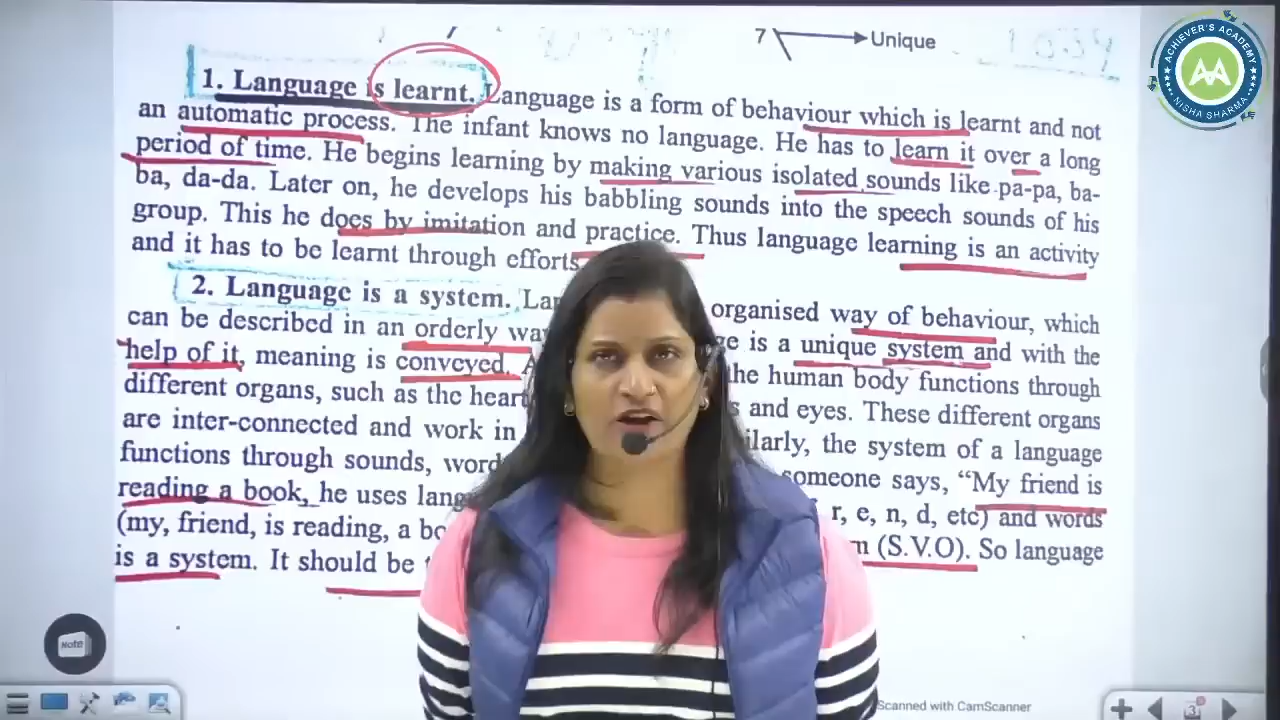 7 Unique
1. Language is learnt. Language is a form of behaviour which is learnt and not
an automatic process. The infant knows no language. He has to learn it over a long
period of time. He begins learning by making various isolated sounds like pa-pa, ba-
ba, da-da. Later on, he develops his babbling sounds into the speech sounds of his
group. This he does by imitation and practice. Thus language learning is an activity
and it has to be learnt through efforts
2. Language is a system. organised way of behaviour, which
can be described in an orderly is a unique system and with the
help of it, meaning is conveyed. the human body functions through
different organs, such as the and eyes. These different organs
are inter-connected and work in the system of a language
functions through sounds, someone says, “My friend is
reading a book, he uses r, e, n, d, etc) and words
(my, friend, is reading, a (S.V.O). So language
is a system. It should be
Note
Scanned with CamScanner
3
ACHIEVER'S ACADEMY
AA
NISHA SHARMA